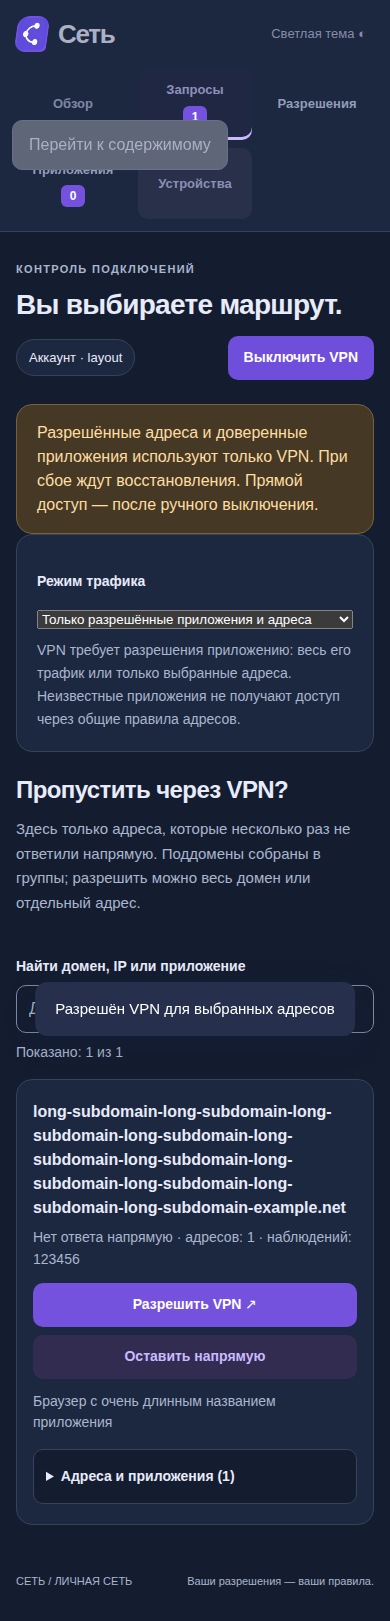 Сеть
Светлая тема
Обзор
Запросы
1
Разрешения
Перейти к содержимому
Приложения
0
Устройства
КОНТРОЛЬ ПОДКЛЮЧЕНИЙ
Вы выбираете маршрут.
Аккаунт · layout
Выключить VPN
Разрешённые адреса и доверенные
приложения используют только VPN. При
сбое ждут восстановления. Прямой
доступ — после ручного выключения.
Режим трафика
Только разрешённые приложения и адреса
VPN требует разрешения приложению: весь его
трафик или только выбранные адреса.
Неизвестные приложения не получают доступ
через общие правила адресов.
Пропустить через VPN?
Здесь только адреса, которые несколько раз не
ответили напрямую. Поддомены собраны в
группы; разрешить можно весь домен или
отдельный адрес.
Найти домен, IP или приложение
Разрешён VPN для выбранных адресов
Показано: 1 из 1
long-subdomain-long-subdomain-long-
subdomain-long-subdomain-long-
subdomain-long-subdomain-long-
subdomain-long-subdomain-long-
subdomain-long-subdomain-example.net
Нет ответа напрямую · адресов: 1 · наблюдений:
123456
Разрешить VPN ↗
Оставить напрямую
Браузер с очень длинным названием
приложения
Адреса и приложения (1)
СЕТЬ / ЛИЧНАЯ СЕТЬ
Ваши разрешения — ваши правила.